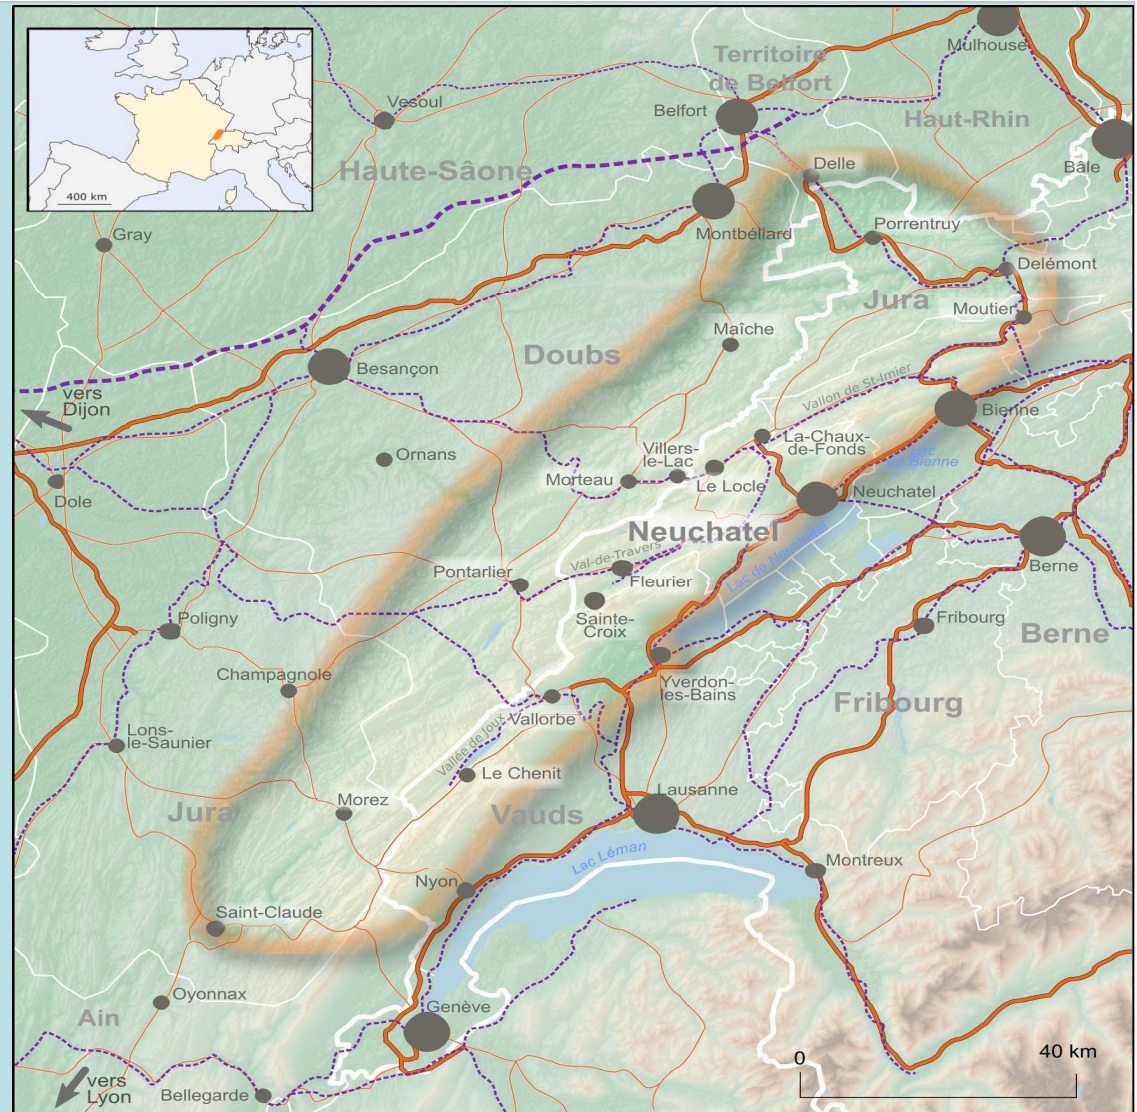 Mulhouse
Territoire
de Belfort
Belfort
Vesoul
Haut-Rhin
Bâle
Delle
Haute-Sâone
400 km
Gray
Montbéliard
Porrentruy
Delémont
Jura
Moutier
Maîche
Doubs
Besançon
vers
Dijon
Vallon de St-Imier
Bienne
La-Chaux-
de-Fonds
Lac
de Bienne
Ornans
Villers-
le-Lac
Morteau
Le Locle
Neuchatel
Dole
Neuchatel
Lac de Neuchatel
Val-de-Travers
Berne
Pontarlier
Fleurier
Sainte-
Croix
Fribourg
Berne
Poligny
Champagnole
Yverdon-
les-Bains
Fribourg
Vallorbe
Vallée de Joux
Lons-
le-Saunier
Le Chenit
Jura
Morez
Vauds
Lausanne
Lac Léman
Montreux
Nyon
Saint-Claude
Oyonnax
Genève
Ain
0
40 km
vers
Lyon
Bellegarde